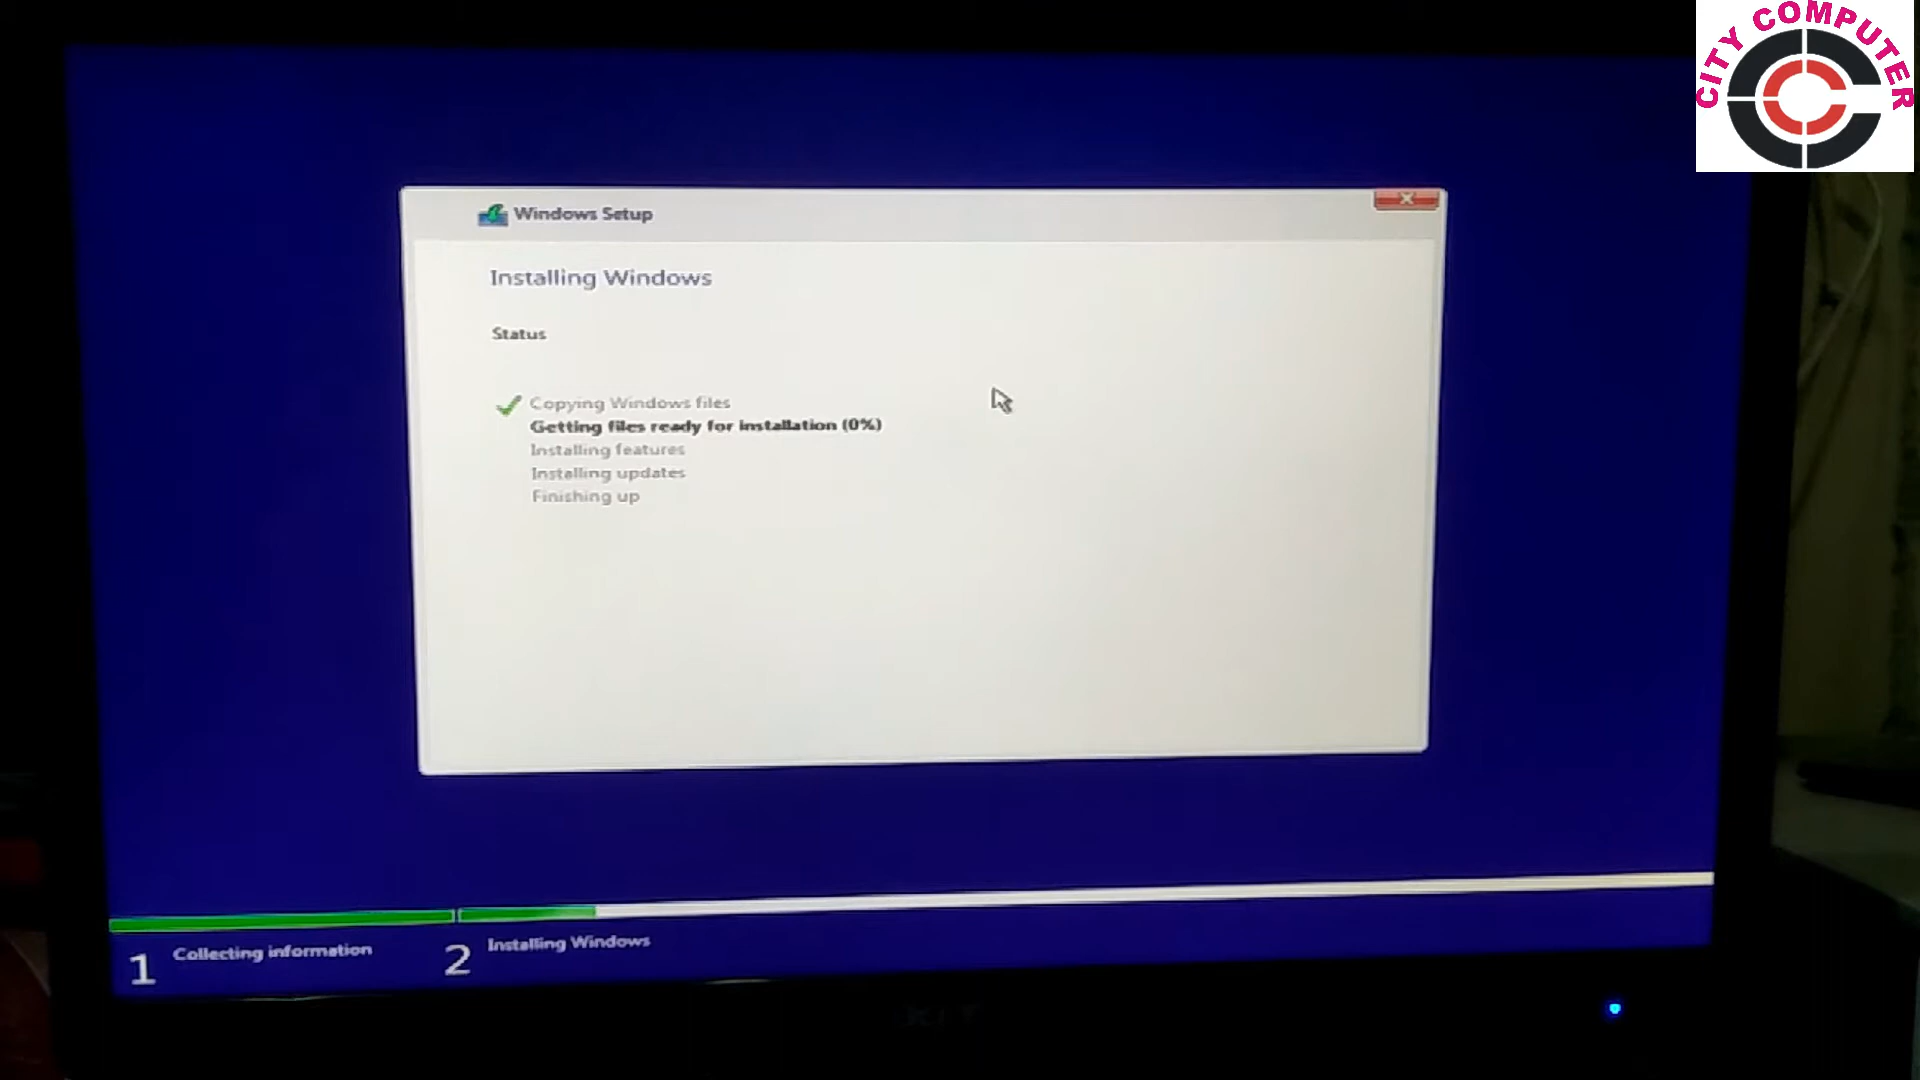 CITY COMPUTER
Windows Setup
Installing Windows
Status
Copying Windows files
Getting files ready for installation (0%)
Installing features
Installing updates
Finishing up
1 Collecting information
2 Installing Windows